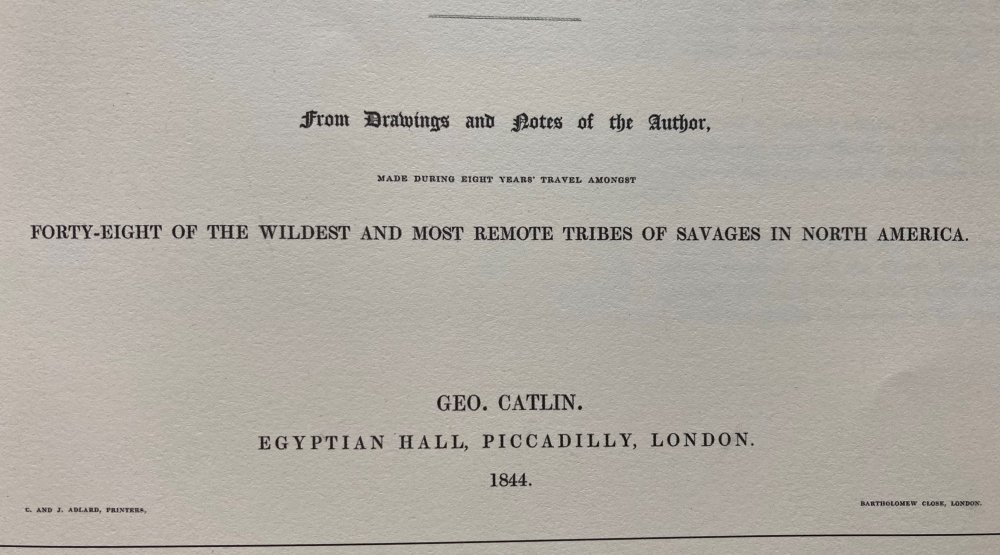 From Drawings and Notes of the Author,
MADE DURING EIGHT YEARS' TRAVEL AMONGST
FORTY-EIGHT OF THE WILDEST AND MOST REMOTE TRIBES OF SAVAGES IN NORTH AMERICA.
GEO. CATLIN.
EGYPTIAN HALL, PICCADILLY, LONDON.
1844.
C. AND J. ADLARD, PRINTERS,
BARTHOLOMEW CLOSE, LONDON.